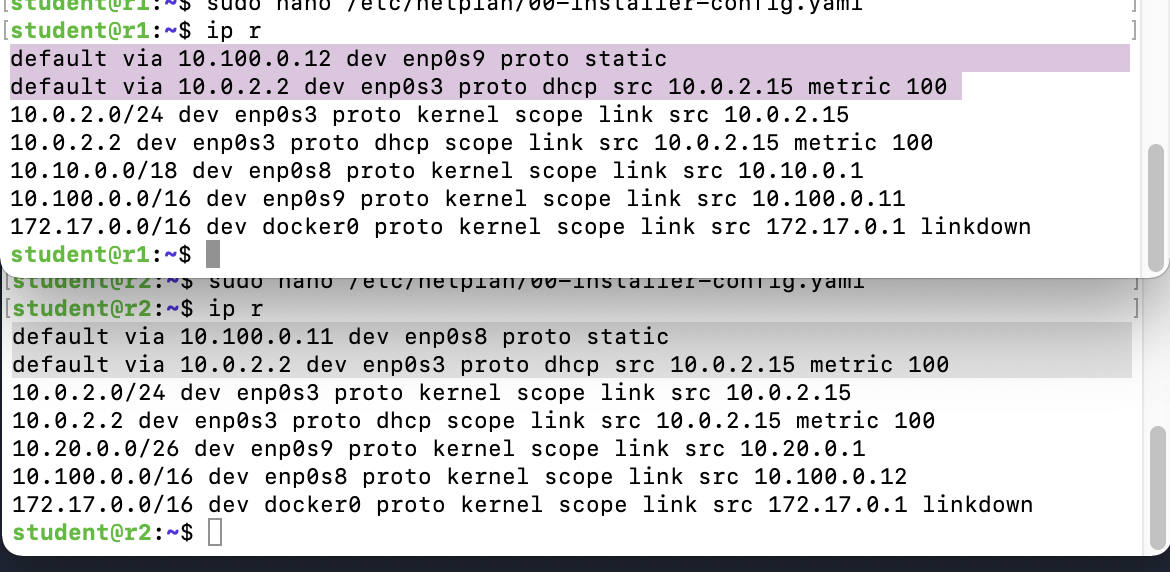 student@r1:~$ sudo nano /etc/netplan/00-installer-config.yaml
[student@r1:~$ ip r ]
default via 10.100.0.12 dev enp0s9 proto static
default via 10.0.2.2 dev enp0s3 proto dhcp src 10.0.2.15 metric 100
10.0.2.0/24 dev enp0s3 proto kernel scope link src 10.0.2.15
10.0.2.2 dev enp0s3 proto dhcp scope link src 10.0.2.15 metric 100
10.10.0.0/18 dev enp0s8 proto kernel scope link src 10.10.0.1
10.100.0.0/16 dev enp0s9 proto kernel scope link src 10.100.0.11
172.17.0.0/16 dev docker0 proto kernel scope link src 172.17.0.1 linkdown
student@r1:~$
[student@r2:~$ sudo nano /etc/netplan/00-installer-config.yaml ]
[student@r2:~$ ip r ]
default via 10.100.0.11 dev enp0s8 proto static
default via 10.0.2.2 dev enp0s3 proto dhcp src 10.0.2.15 metric 100
10.0.2.0/24 dev enp0s3 proto kernel scope link src 10.0.2.15
10.0.2.2 dev enp0s3 proto dhcp scope link src 10.0.2.15 metric 100
10.20.0.0/26 dev enp0s9 proto kernel scope link src 10.20.0.1
10.100.0.0/16 dev enp0s8 proto kernel scope link src 10.100.0.12
172.17.0.0/16 dev docker0 proto kernel scope link src 172.17.0.1 linkdown
student@r2:~$